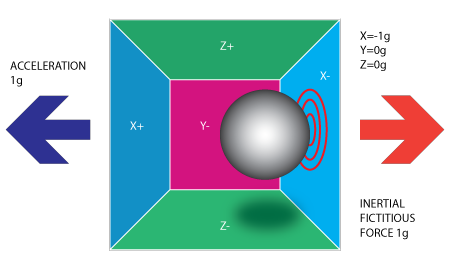 ACCELERATION
1g
Z+
X+
Y-
X-
Z-
X=-1g
Y=0g
Z=0g
INERTIAL
FICTITIOUS
FORCE 1g